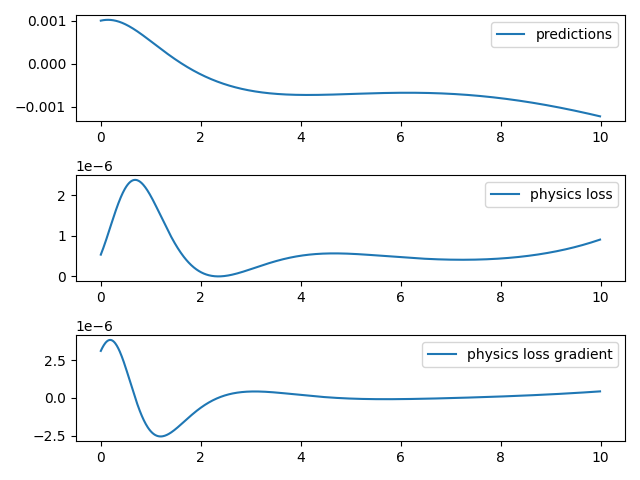 0.001
0.000
−0.001
predictions
0 2 4 6 8 10
1e−6
2
1
0
physics loss
0 2 4 6 8 10
1e−6
2.5
0.0
−2.5
physics loss gradient
0 2 4 6 8 10